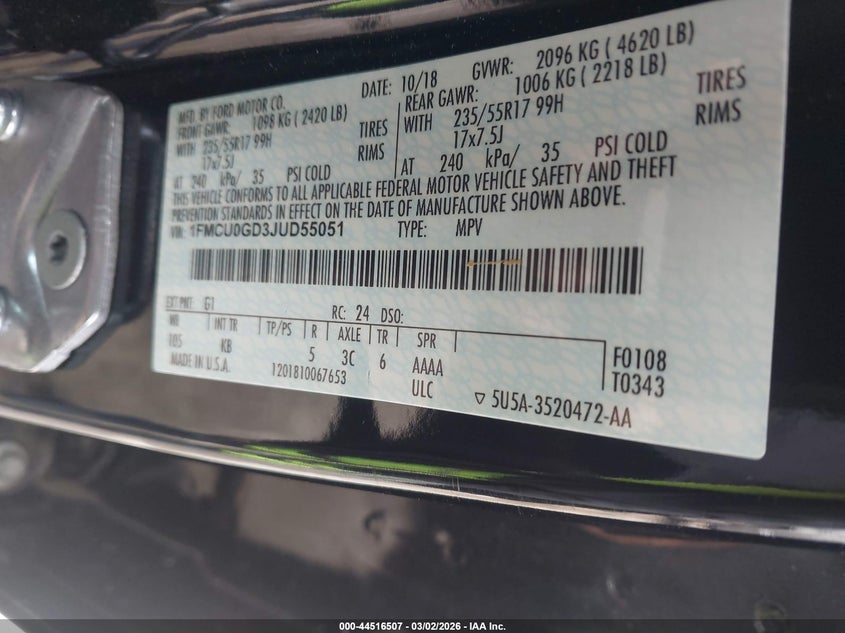 MFD. BY FORD MOTOR CO.
DATE: 10/18 GVWR: 2096 KG ( 4620 LB)
FRONT GAWR: 1098 KG ( 2420 LB)
WITH 235/55R17 99H TIRES
17x7.5J RIMS
AT 240 kPa/ 35 PSI COLD
REAR GAWR: 1006 KG ( 2218 LB)
WITH 235/55R17 99H TIRES
17x7.5J RIMS
AT 240 kPa/ 35 PSI COLD
THIS VEHICLE CONFORMS TO ALL APPLICABLE FEDERAL MOTOR VEHICLE SAFETY AND THEFT
PREVENTION STANDARDS IN EFFECT ON THE DATE OF MANUFACTURE SHOWN ABOVE.
VIN: 1FMCU0GD3JUD55051 TYPE: MPV
EXT PNT: G1 RC: 24 DSO:
WB INT TR TP/PS R AXLE TR SPR
105 KB 5 3C 6 AAAA
F0108
MADE IN U.S.A. 1201810067653 ULC
T0343
▽ 5U5A-3520472-AA
000-44516507 - 03/02/2026 - IAA Inc.